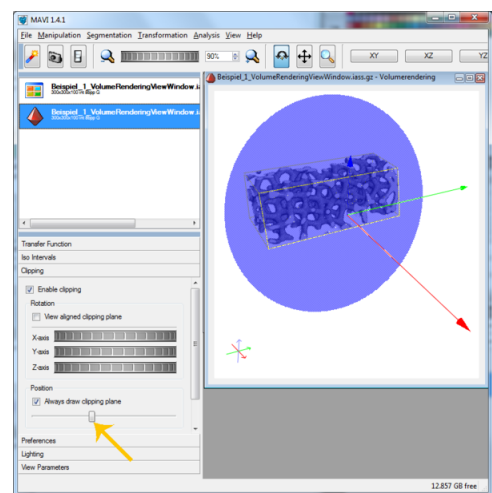 MAVI 1.4.1
File Manipulation Segmentation Transformation Analysis View Help
90% XY XZ YZ
Beispiel_1_VolumeRenderingViewWindow.i
Beispiel_1_VolumeRenderingViewWindow.i
Beispiel_1_VolumeRenderingViewWindow.iass.gz - Volumerendering
Transfer Function
Iso Intervals
Clipping
Enable clipping
Rotation
View aligned clipping plane
X-axis
Y-axis
Z-axis
Position
Always draw clipping plane
Preferences
Lighting
View Parameters
12.857 GB free